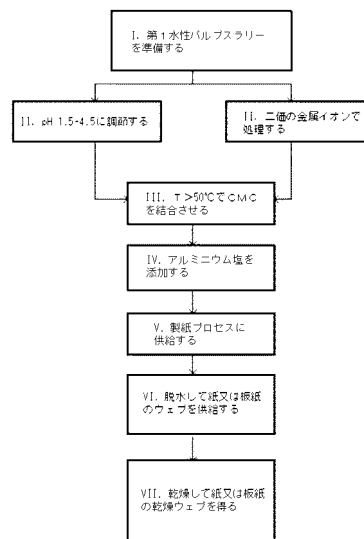 I. 第1水性パルプスラリー
を準備する
II. pH 1.5-4.5に調節する
II. 二価の金属イオンで
処理する
III. T>50℃でCMC
を結合させる
IV. アルミニウム塩を
添加する
V. 製紙プロセスに
供給する
VI. 脱水して紙又は板紙
のウェブを供給する
VII. 乾燥して紙又は板紙
の乾燥ウェブを得る